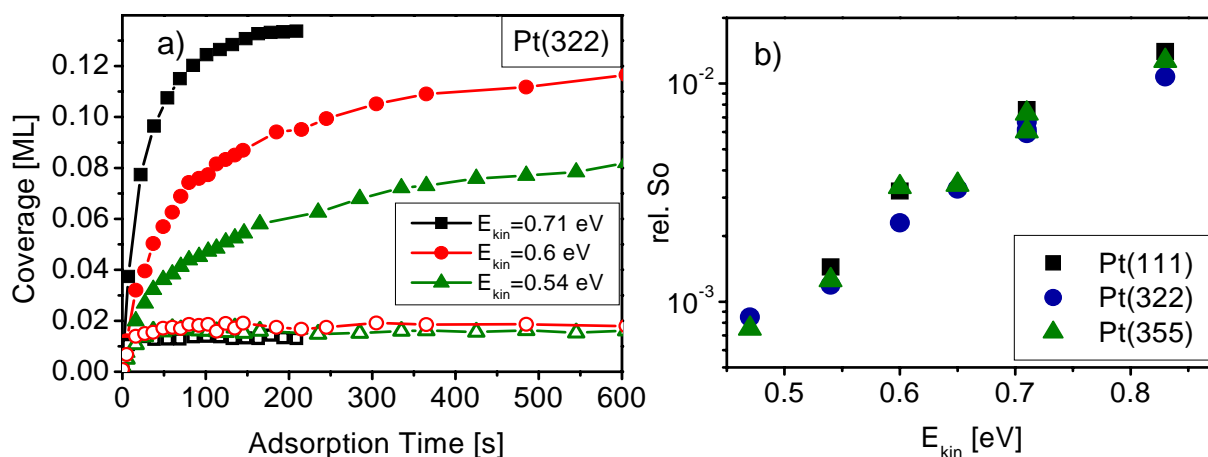 a)
Pt(322)
Coverage [ML]
0.12
0.10
0.08
0.06
0.04
0.02
0.00
E_kin=0.71 eV
E_kin=0.6 eV
E_kin=0.54 eV
0 100 200 300 400 500 600
Adsorption Time [s]
b)
rel. So
10^-2
10^-3
Pt(111)
Pt(322)
Pt(355)
0.5 0.6 0.7 0.8
E_kin [eV]